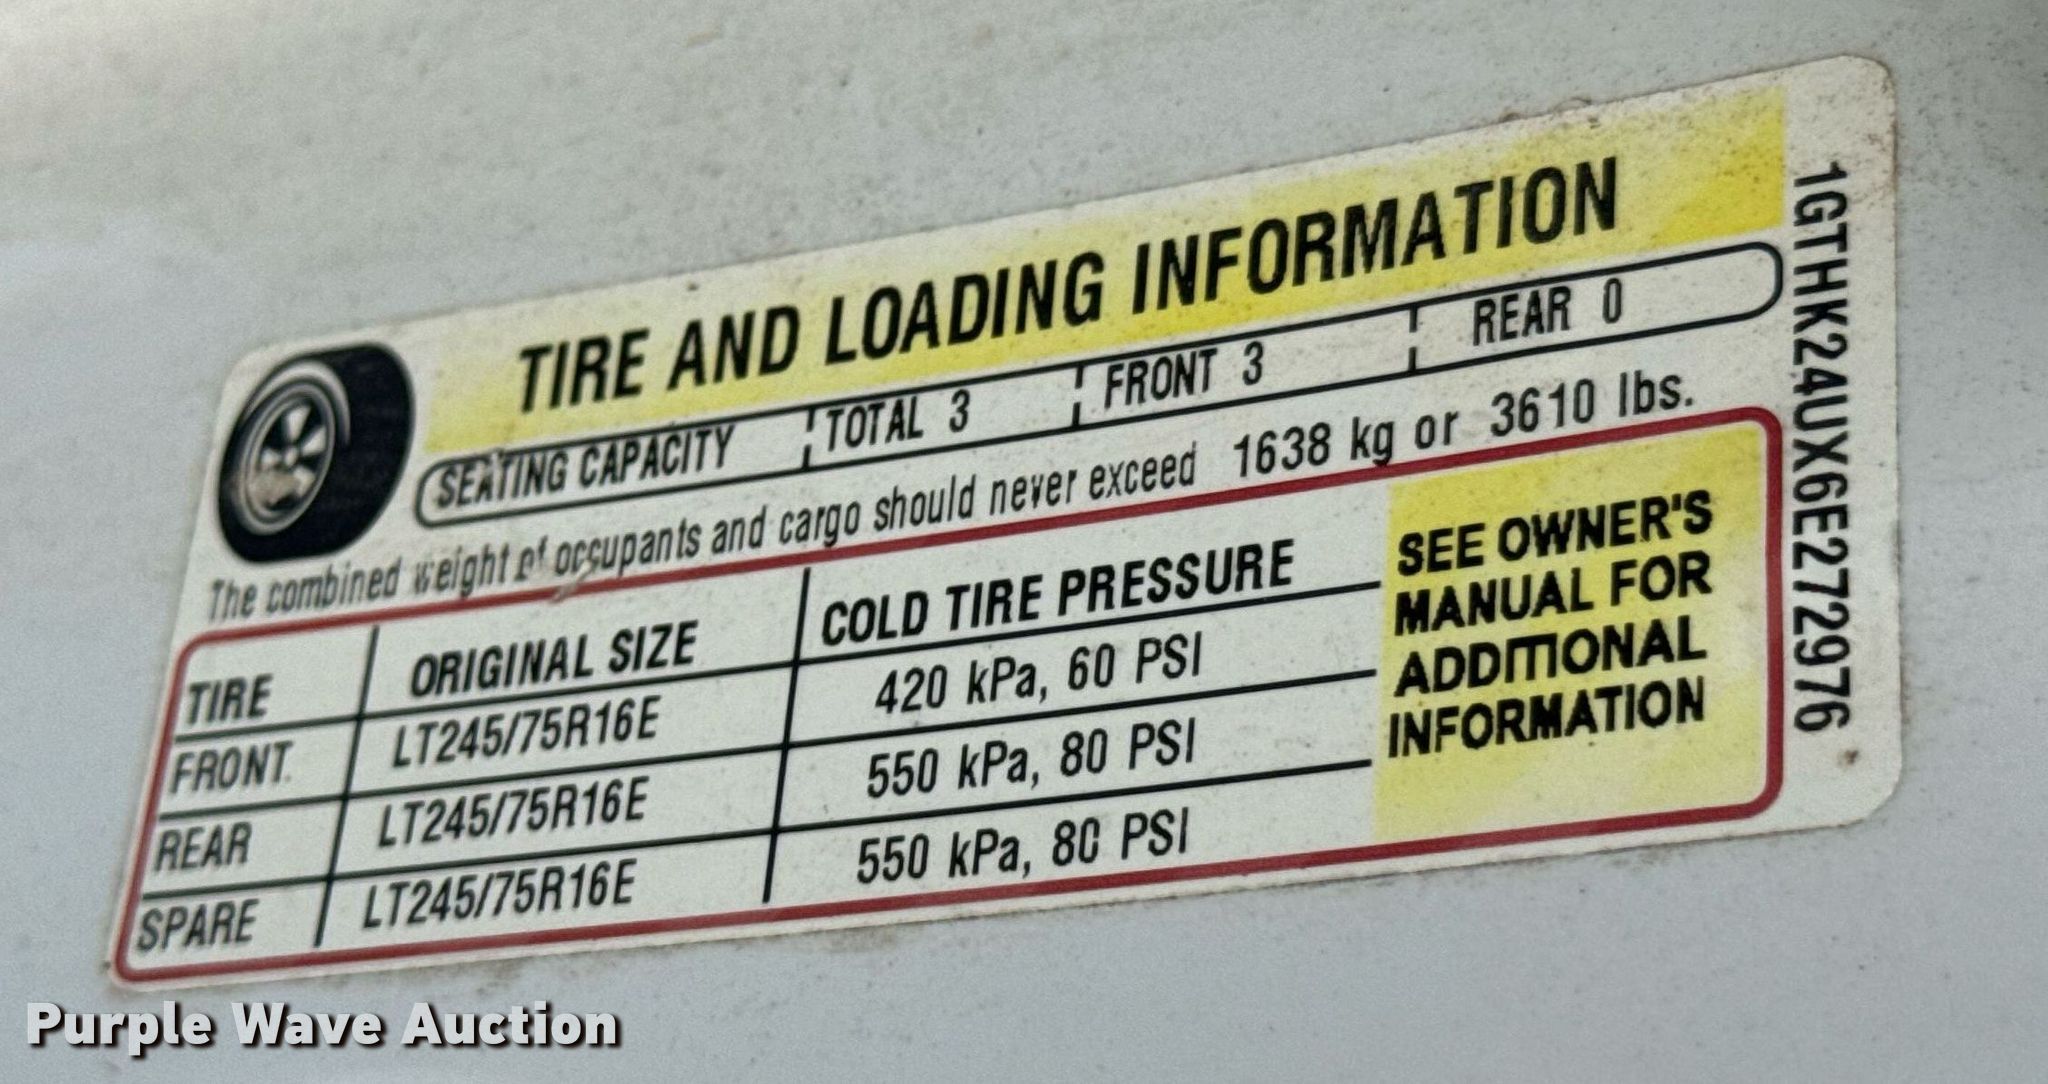 TIRE AND LOADING INFORMATION
SEATING CAPACITY TOTAL 3 FRONT 3 REAR 0
The combined weight of occupants and cargo should never exceed 1638 kg or 3610 lbs.
TIRE ORIGINAL SIZE COLD TIRE PRESSURE
FRONT LT245/75R16E 420 kPa, 60 PSI
REAR LT245/75R16E 550 kPa, 80 PSI
SPARE LT245/75R16E 550 kPa, 80 PSI
SEE OWNER'S
MANUAL FOR
ADDITIONAL
INFORMATION
1GTHK24UX6E272976
Purple Wave Auction